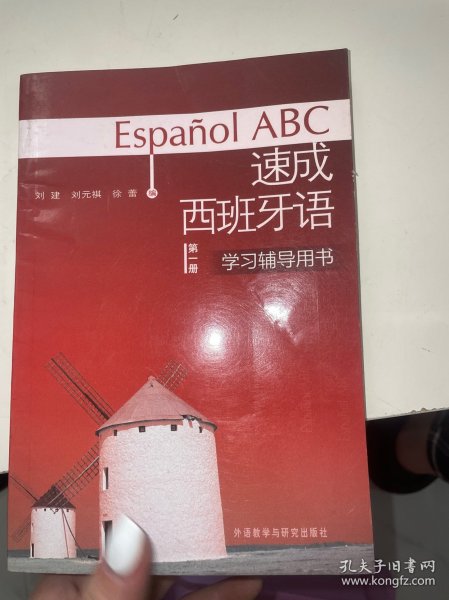 Español ABC
速成
刘建 刘元祺 徐蕾 编
西班牙语
第一册
学习辅导用书
外语教学与研究出版社
孔夫子旧书网
www.kongfz.com